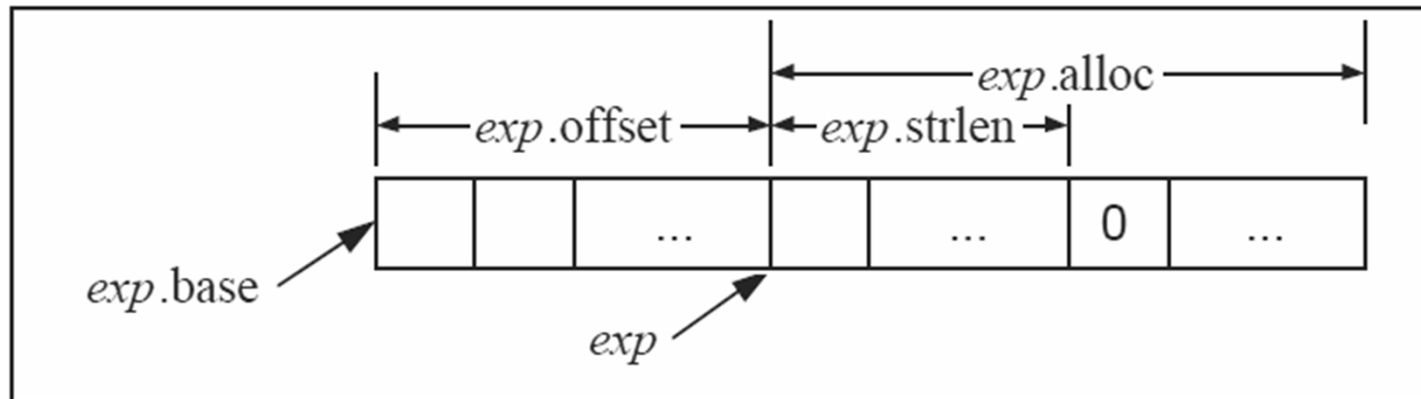 exp.alloc
exp.offset exp.strlen
... ... 0 ...
exp.base
exp